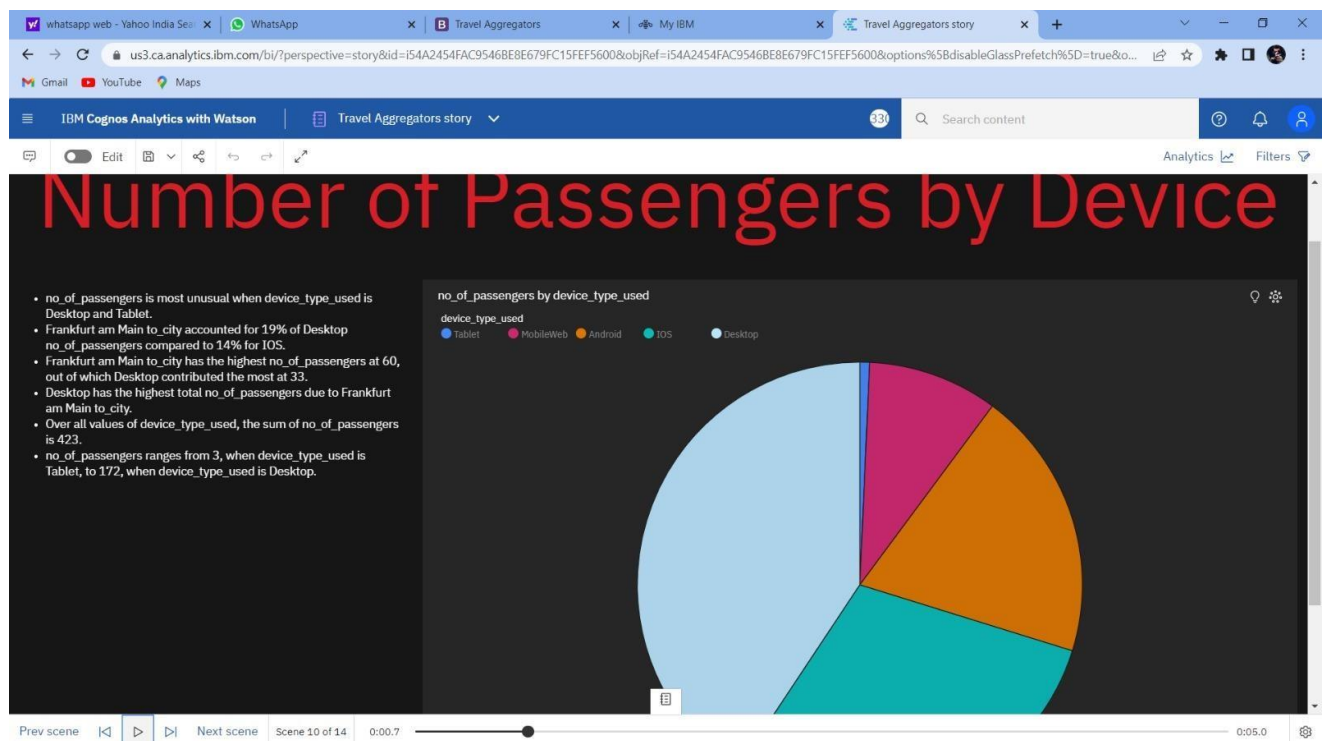 whatsapp web - Yahoo India Sear
WhatsApp
B Travel Aggregators
My IBM
Travel Aggregators story
us3.ca.analytics.ibm.com/bi/?perspective=story&id=i54A2454FAC9546BE8E679FC15FEF5600&objRef=i54A2454FAC9546BE8E679FC15FEF5600&options%5BdisableGlassPrefetch%5D=true&o...
Gmail
YouTube
Maps
IBM Cognos Analytics with Watson
Travel Aggregators story
330
Search content
Edit
Analytics
Filters
Number of Passengers by Device
• no_of_passengers is most unusual when device_type_used is
Desktop and Tablet.
• Frankfurt am Main to_city accounted for 19% of Desktop
no_of_passengers compared to 14% for IOS.
• Frankfurt am Main to_city has the highest no_of_passengers at 60,
out of which Desktop contributed the most at 33.
• Desktop has the highest total no_of_passengers due to Frankfurt
am Main to_city.
• Over all values of device_type_used, the sum of no_of_passengers
is 423.
• no_of_passengers ranges from 3, when device_type_used is
Tablet, to 172, when device_type_used is Desktop.
no_of_passengers by device_type_used
device_type_used
Tablet MobileWeb Android IOS Desktop
Prev scene
Next scene
Scene 10 of 14
0:00.7
0:05.0